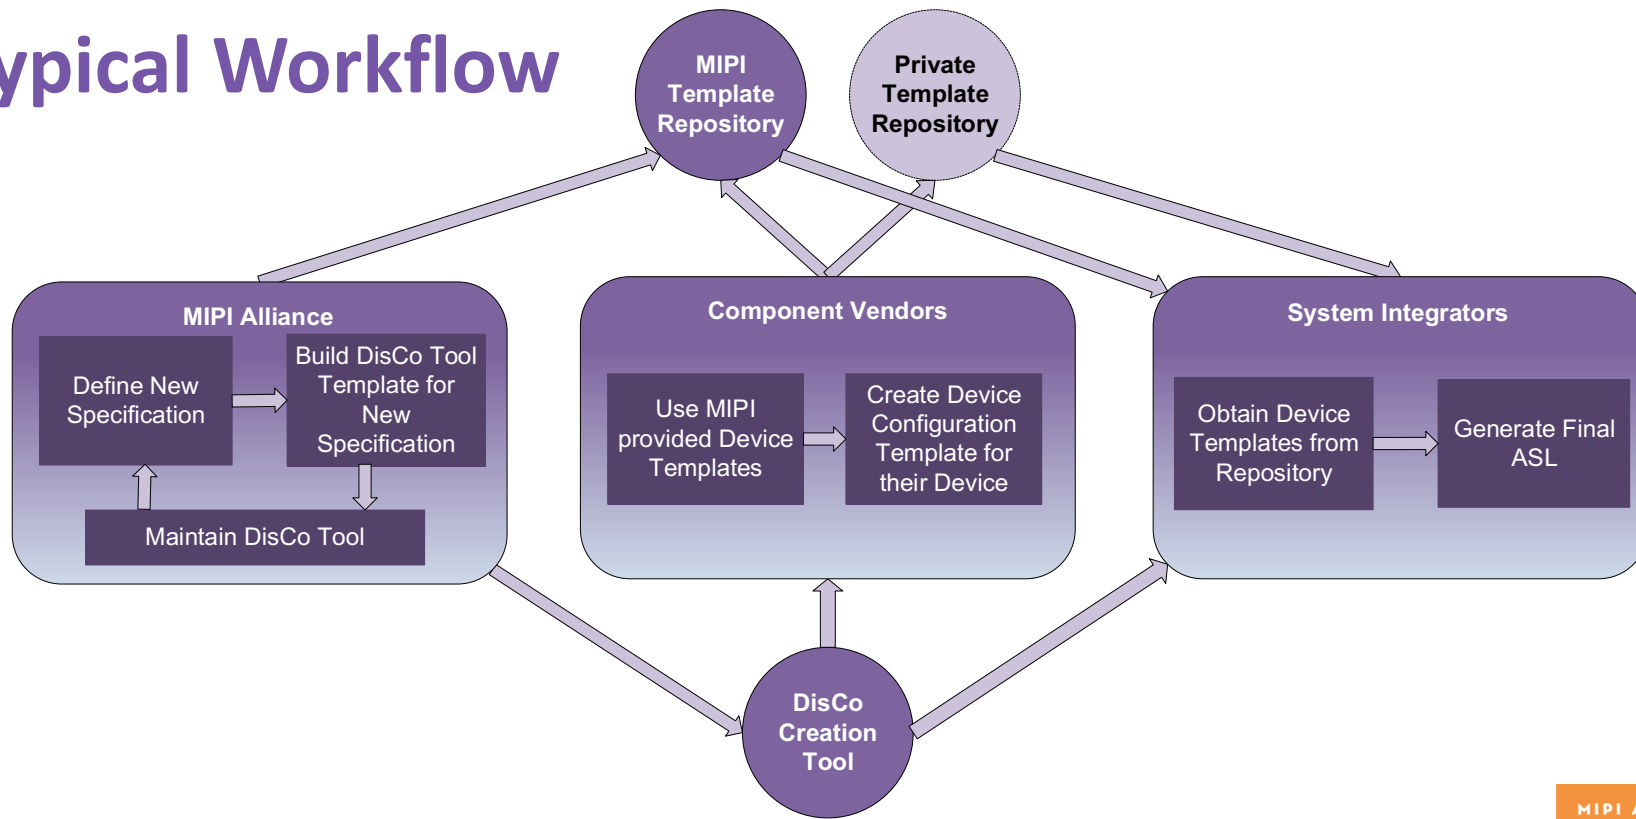 ypical Workflow
MIPI
Template
Repository
Private
Template
Repository
MIPI Alliance
Define New
Specification
Build DisCo Tool
Template for
New
Specification
Maintain DisCo Tool
Component Vendors
Use MIPI
provided Device
Templates
Create Device
Configuration
Template for
their Device
System Integrators
Obtain Device
Templates from
Repository
Generate Final
ASL
DisCo
Creation
Tool
MIPI